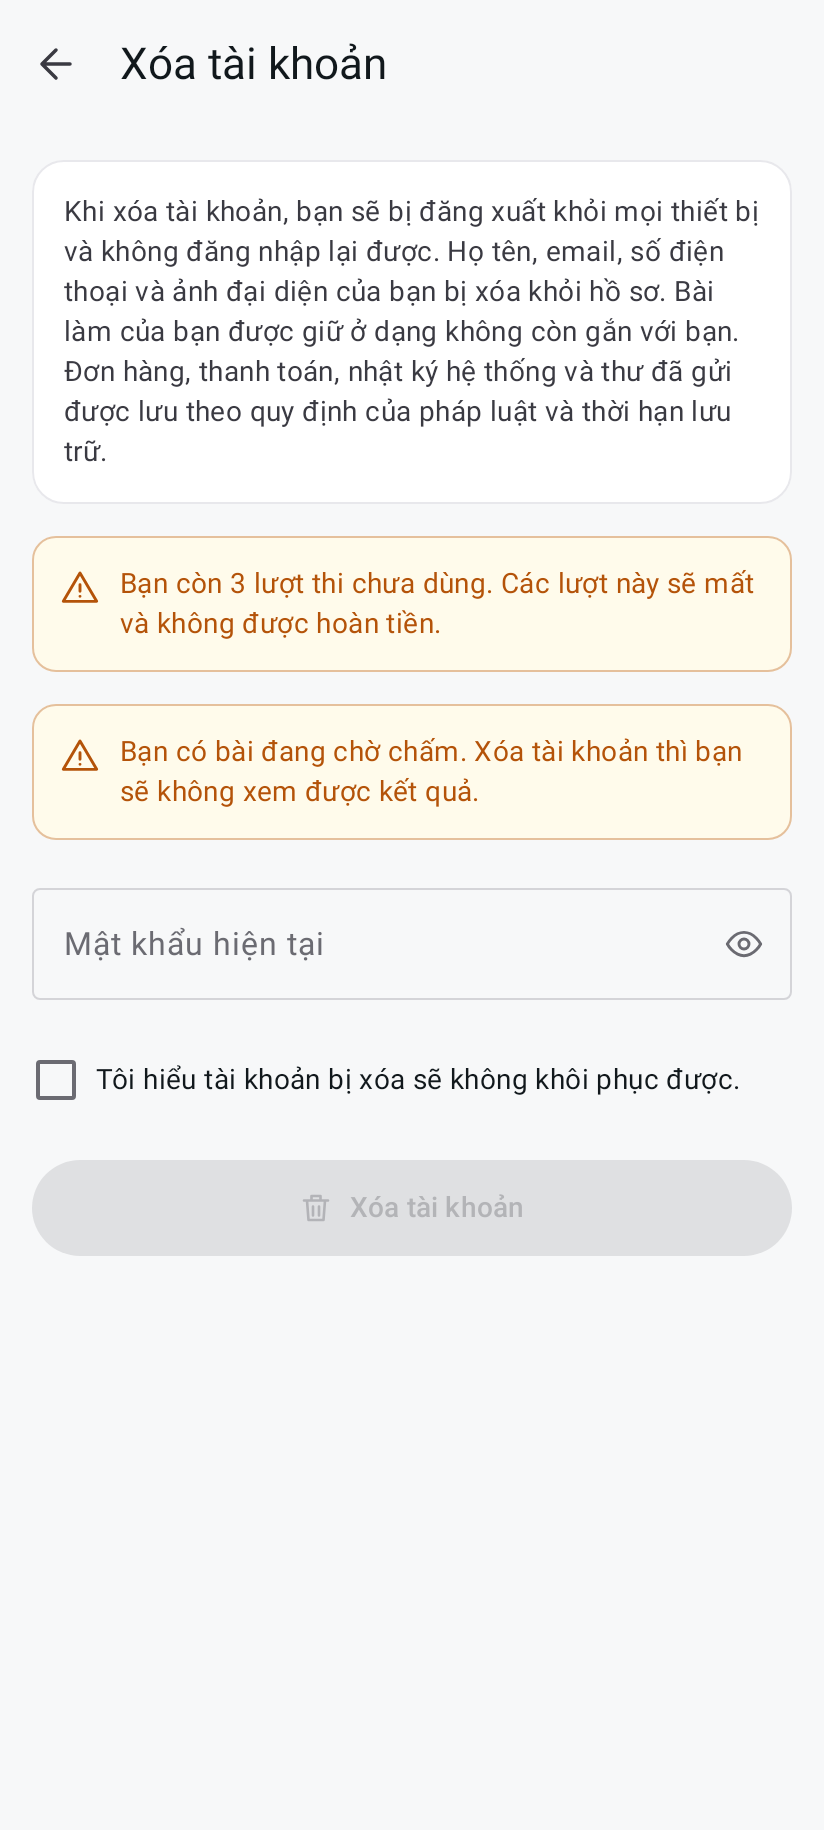 Xóa tài khoản
Khi xóa tài khoản, bạn sẽ bị đăng xuất khỏi mọi thiết bị
và không đăng nhập lại được. Họ tên, email, số điện
thoại và ảnh đại diện của bạn bị xóa khỏi hồ sơ. Bài
làm của bạn được giữ ở dạng không còn gắn với bạn.
Đơn hàng, thanh toán, nhật ký hệ thống và thư đã gửi
được lưu theo quy định của pháp luật và thời hạn lưu
trữ.
Bạn còn 3 lượt thi chưa dùng. Các lượt này sẽ mất
và không được hoàn tiền.
Bạn có bài đang chờ chấm. Xóa tài khoản thì bạn
sẽ không xem được kết quả.
Mật khẩu hiện tại
Tôi hiểu tài khoản bị xóa sẽ không khôi phục được.
Xóa tài khoản